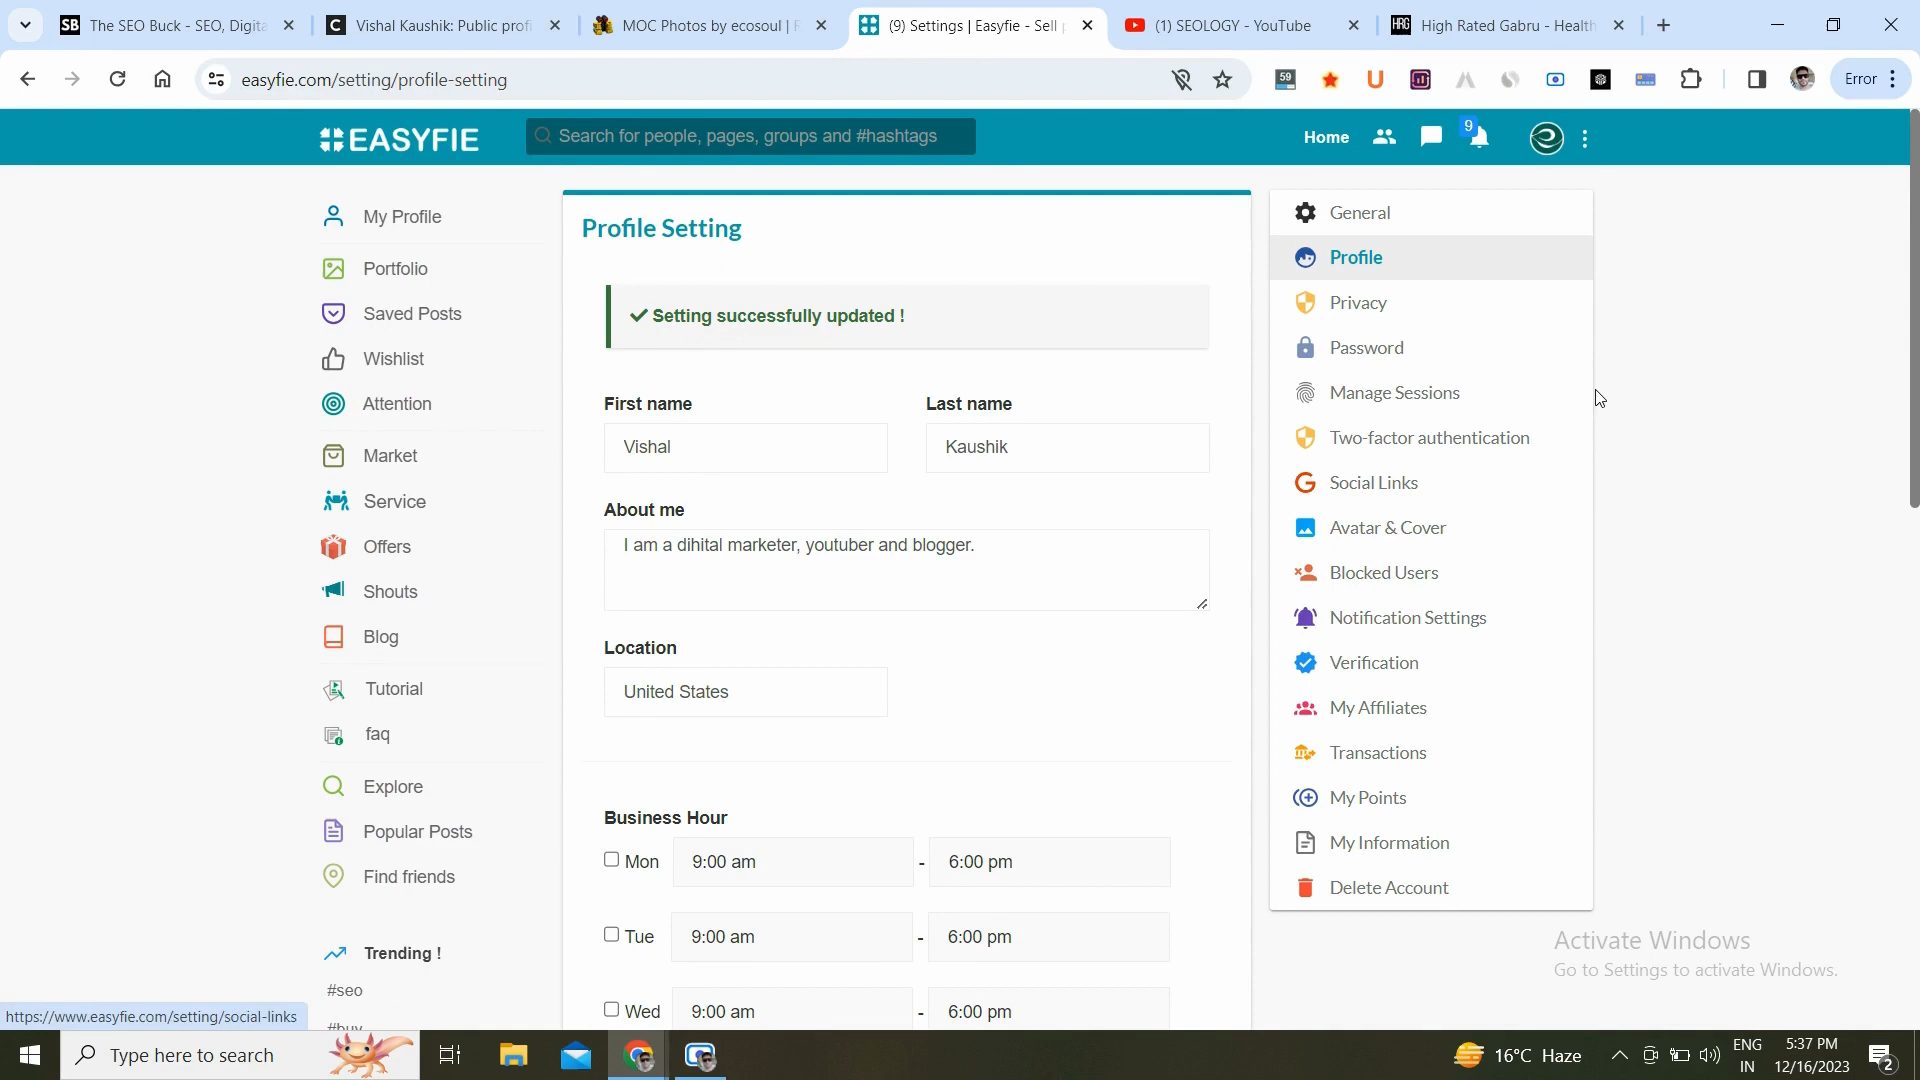 SB The SEO Buck - SEO, Digita
C Vishal Kaushik: Public profi
MOC Photos by ecosoul | R
(9) Settings | Easyfie - Sell p
(1) SEOLOGY - YouTube
HRG High Rated Gabru - Health
easyfie.com/setting/profile-setting
59
Error
EASYFIE
Search for people, pages, groups and #hashtags
Home
9
My Profile
Portfolio
Saved Posts
Wishlist
Attention
Market
Service
Offers
Shouts
Blog
Tutorial
faq
Explore
Popular Posts
Find friends
Trending !
#seo
#buy
Profile Setting
Setting successfully updated !
First name
Last name
Vishal
Kaushik
About me
I am a dihital marketer, youtuber and blogger.
Location
United States
Business Hour
Mon 9:00 am - 6:00 pm
Tue 9:00 am - 6:00 pm
Wed 9:00 am - 6:00 pm
General
Profile
Privacy
Password
Manage Sessions
Two-factor authentication
Social Links
Avatar & Cover
Blocked Users
Notification Settings
Verification
My Affiliates
Transactions
My Points
My Information
Delete Account
Activate Windows
Go to Settings to activate Windows.
https://www.easyfie.com/setting/social-links
Type here to search
16°C Haze
ENG
IN
5:37 PM
12/16/2023
2